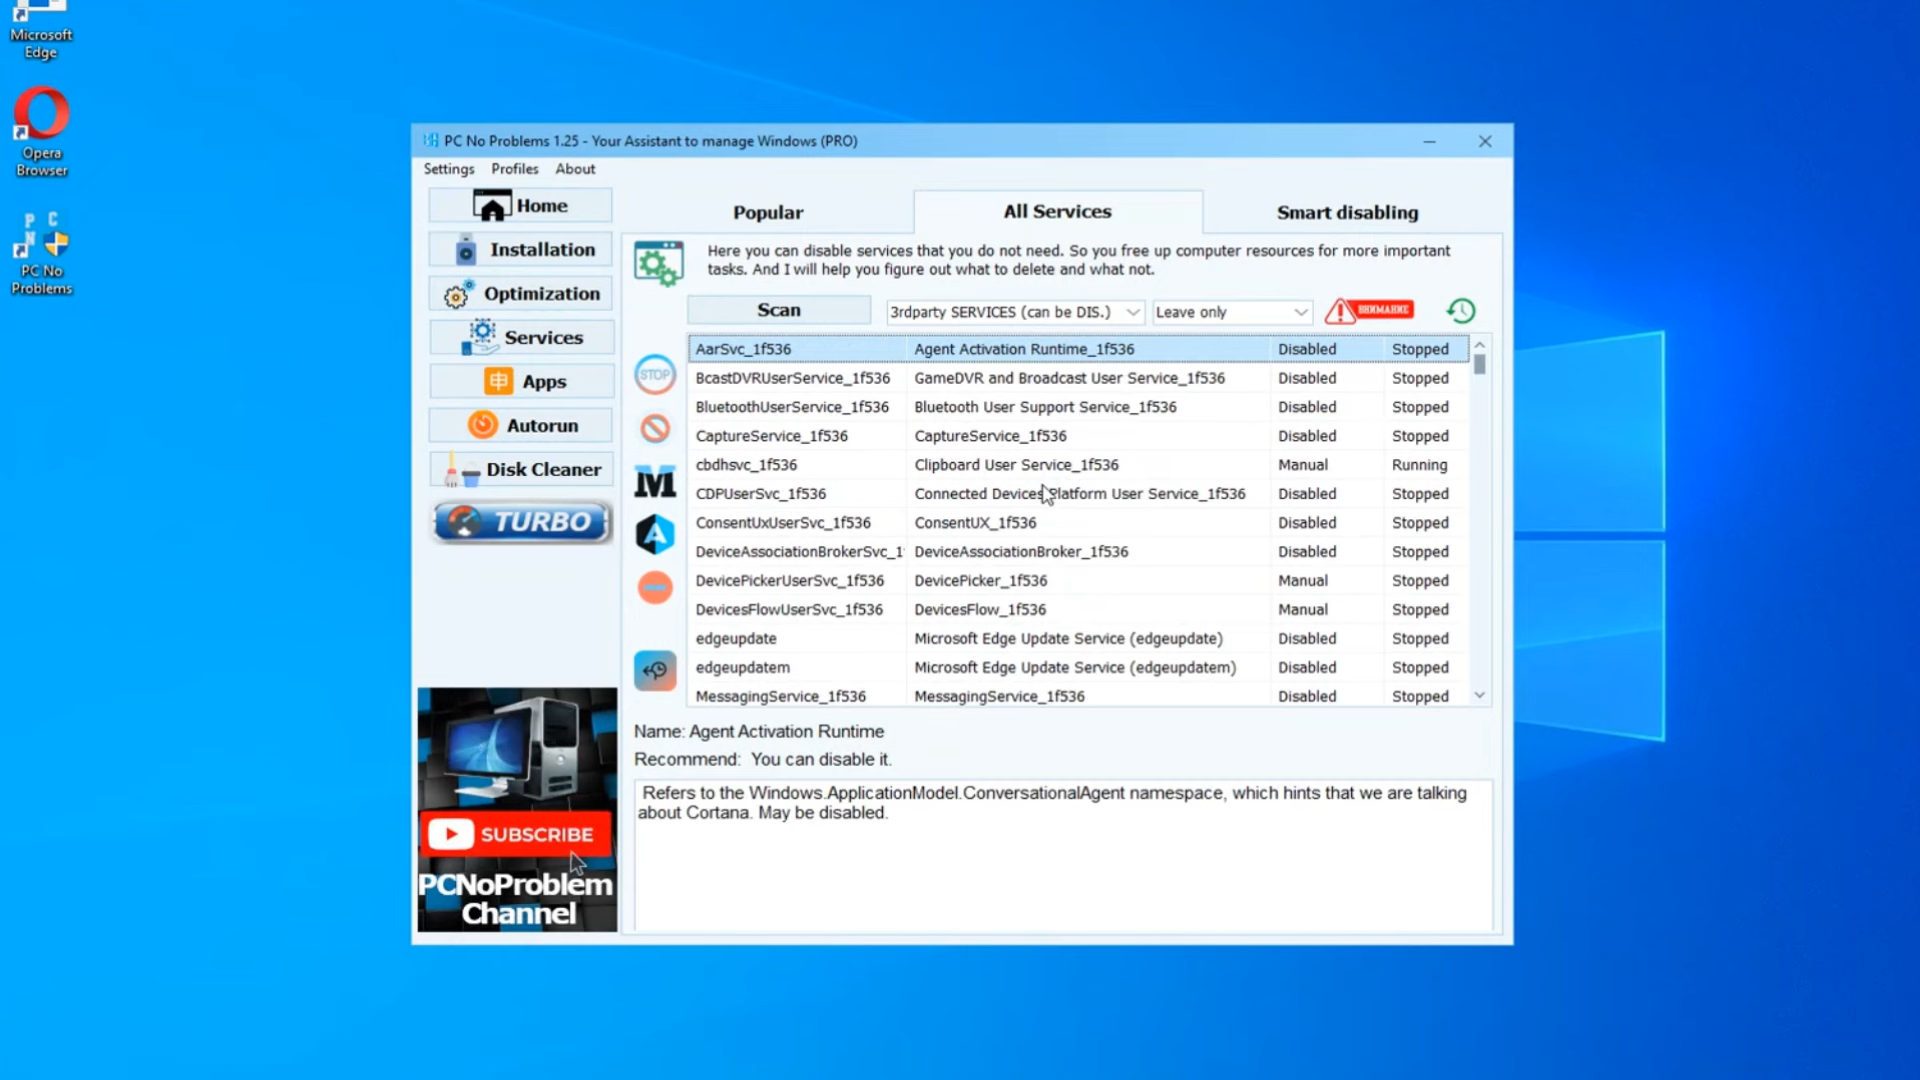 Microsoft
Edge
Opera
Browser
P C
N
PC No
Problems
PC No Problems 1.25 - Your Assistant to manage Windows (PRO)
Settings Profiles About
Home
Installation
Optimization
Services
Apps
Autorun
Disk Cleaner
TURBO
SUBSCRIBE
PCNoProblem
Channel
Popular All Services Smart disabling
Here you can disable services that you do not need. So you free up computer resources for more important
tasks. And I will help you figure out what to delete and what not.
Scan 3rdparty SERVICES (can be DIS.) Leave only ВНИМАНИЕ
STOP
M
A
AarSvc_1f536 Agent Activation Runtime_1f536 Disabled Stopped
BcastDVRUserService_1f536 GameDVR and Broadcast User Service_1f536 Disabled Stopped
BluetoothUserService_1f536 Bluetooth User Support Service_1f536 Disabled Stopped
CaptureService_1f536 CaptureService_1f536 Disabled Stopped
cbdhsvc_1f536 Clipboard User Service_1f536 Manual Running
CDPUserSvc_1f536 Connected Devices Platform User Service_1f536 Disabled Stopped
ConsentUxUserSvc_1f536 ConsentUX_1f536 Disabled Stopped
DeviceAssociationBrokerSvc_1 DeviceAssociationBroker_1f536 Disabled Stopped
DevicePickerUserSvc_1f536 DevicePicker_1f536 Manual Stopped
DevicesFlowUserSvc_1f536 DevicesFlow_1f536 Manual Stopped
edgeupdate Microsoft Edge Update Service (edgeupdate) Disabled Stopped
edgeupdatem Microsoft Edge Update Service (edgeupdatem) Disabled Stopped
MessagingService_1f536 MessagingService_1f536 Disabled Stopped
Name: Agent Activation Runtime
Recommend: You can disable it.
Refers to the Windows.ApplicationModel.ConversationalAgent namespace, which hints that we are talking
about Cortana. May be disabled.